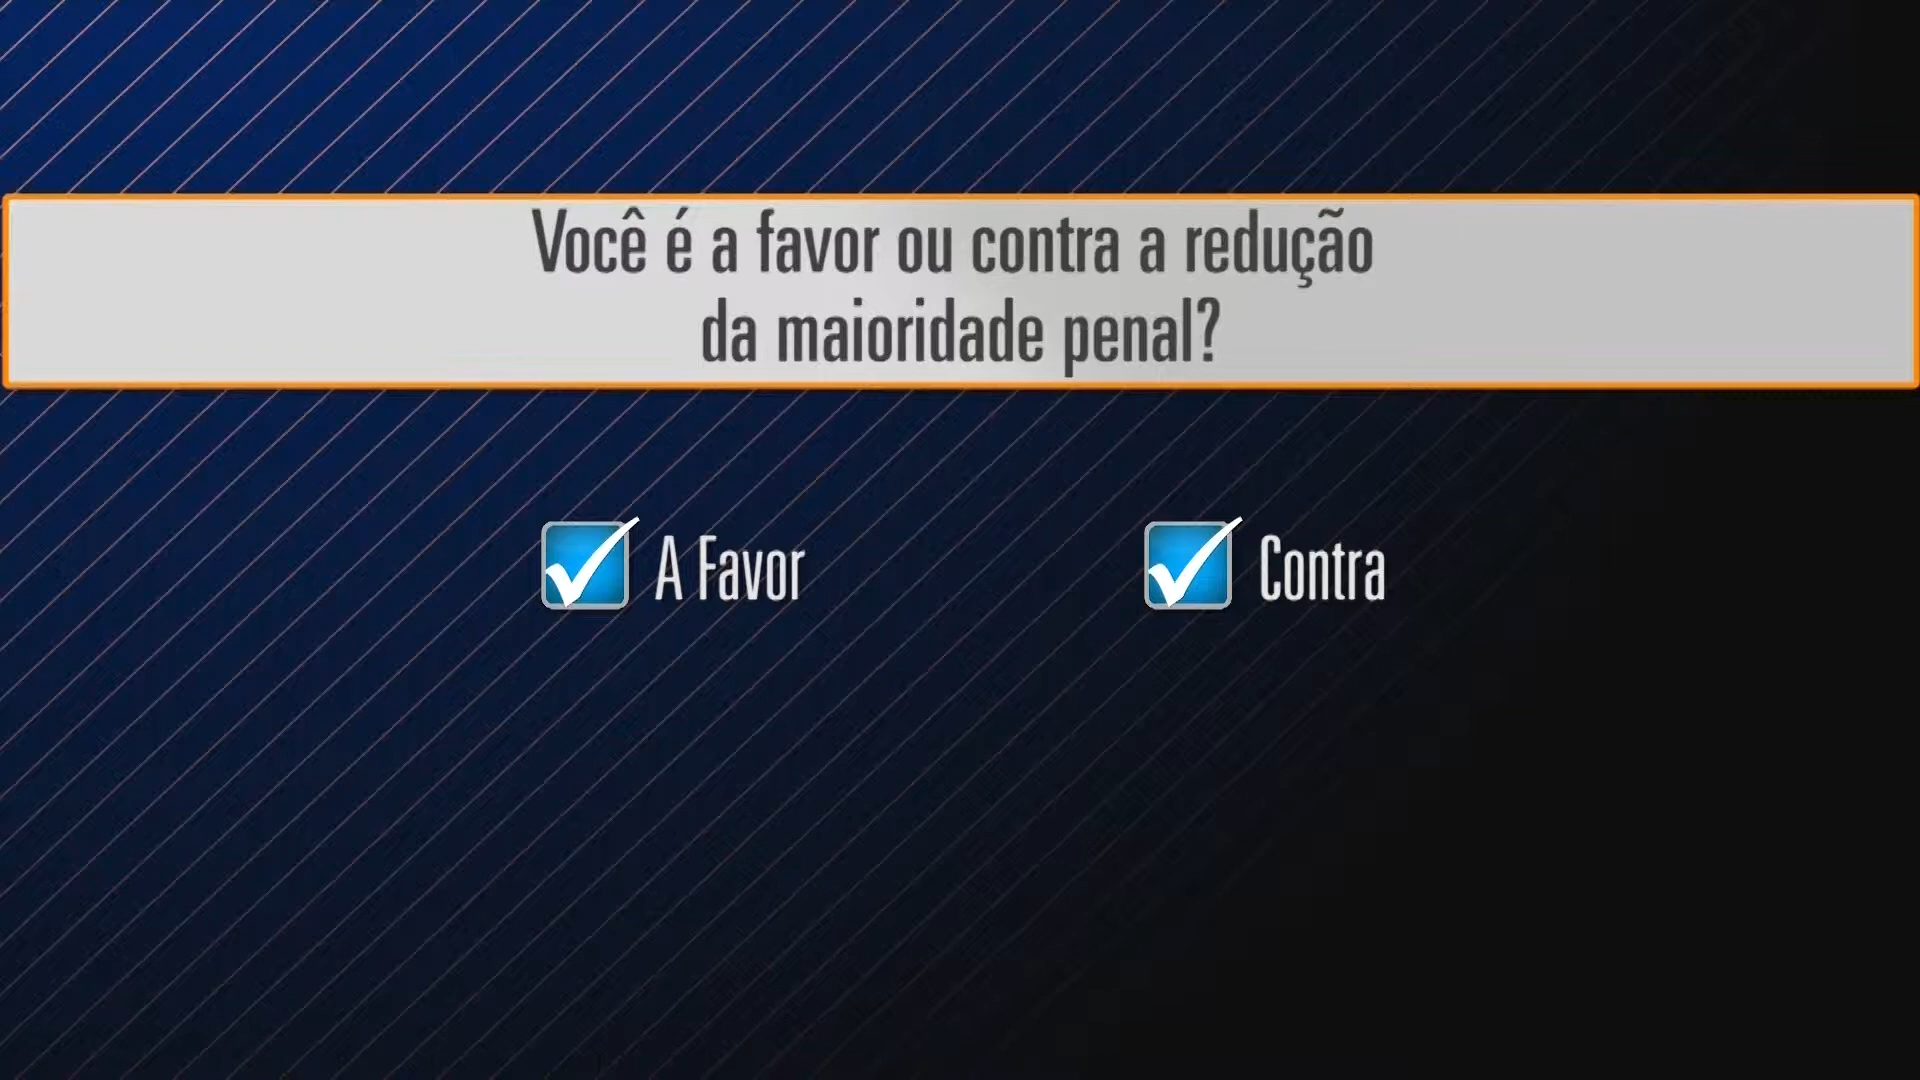 Você é a favor ou contra a redução
da maioridade penal?
A Favor
Contra